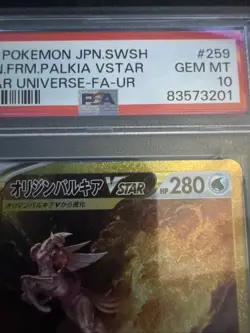 POKEMON JPN.SWSH #259
.FRM.PALKIA VSTAR GEM MT
AR UNIVERSE-FA-UR 10
PSA 83573201
オリジンパルキア VSTAR HP 280
オリジンパルキアVから進化